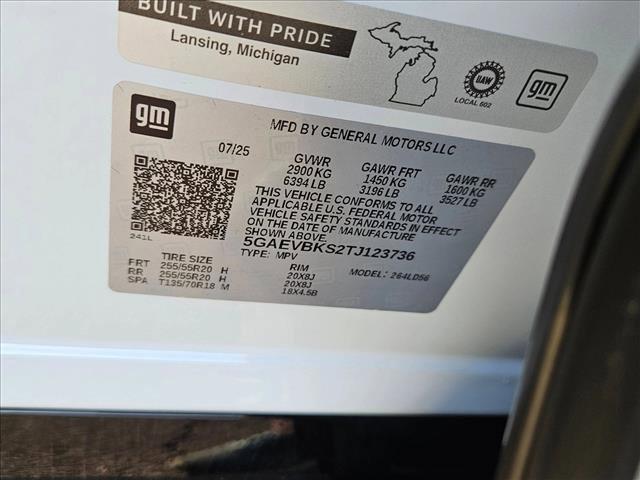 BUILT WITH PRIDE
Lansing, Michigan
UAW
LOCAL 602
gm
gm
MFD BY GENERAL MOTORS LLC
07/25
GVWR GAWR FRT GAWR RR
2900 KG 1450 KG 1600 KG
6394 LB 3196 LB 3527 LB
THIS VEHICLE CONFORMS TO ALL
APPLICABLE U.S. FEDERAL MOTOR
VEHICLE SAFETY STANDARDS IN EFFECT
ON THE DATE OF MANUFACTURE
SHOWN ABOVE.
5GAEVBKS2TJ123736
TYPE: MPV MODEL: 264LD56
241L
TIRE SIZE RIM
FRT 255/55R20 H 20X8J
RR 255/55R20 H 20X8J
SPA T135/70R18 M 18X4.5B